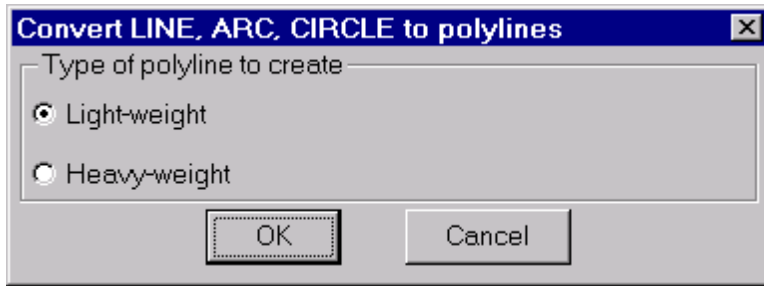 Convert LINE, ARC, CIRCLE to polylines
Type of polyline to create
Light-weight
Heavy-weight
OK
Cancel